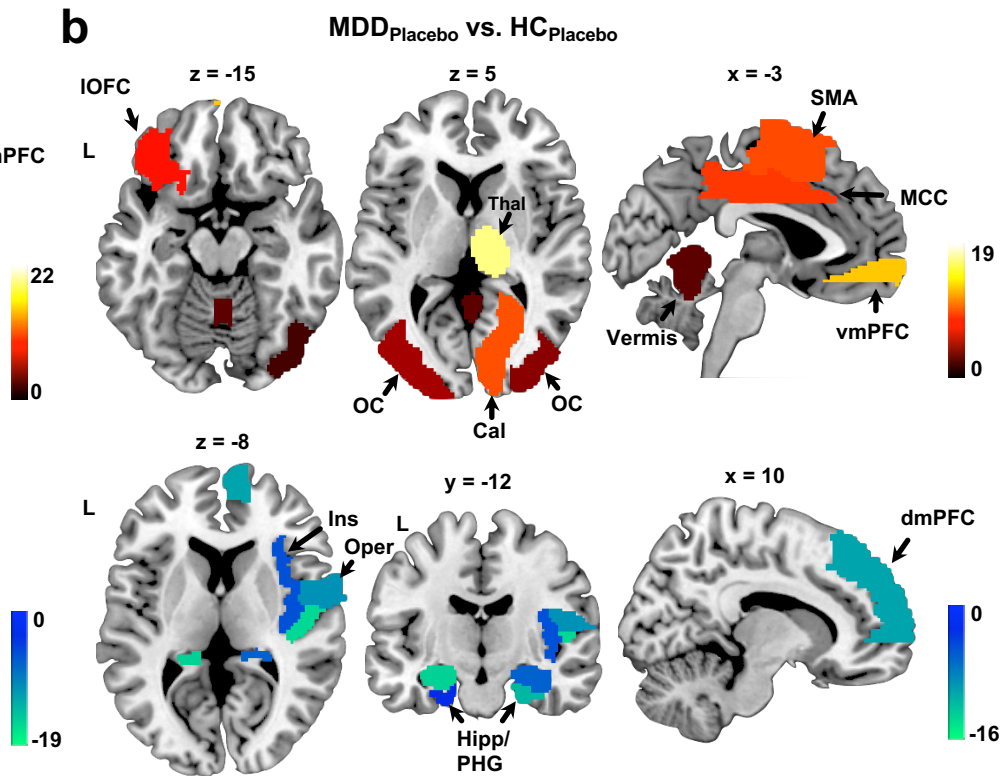 b
MDDPlacebo vs. HCPlacebo
z = -15
z = 5
x = -3
lOFC
SMA
PFC
L
MCC
Thal
22
19
0
0
Vermis
vmPFC
OC
OC
Cal
z = -8
y = -12
x = 10
L
Ins
L
dmPFC
Oper
0
0
-19
-16
Hipp/
PHG